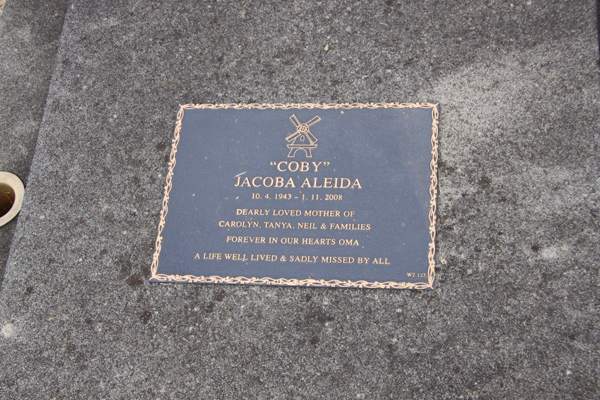 "COBY"
JACOBA ALEIDA
10. 4. 1943 – 1. 11. 2008
DEARLY LOVED MOTHER OF
CAROLYN, TANYA, NEIL & FAMILIES
FOREVER IN OUR HEARTS OMA
A LIFE WELL LIVED & SADLY MISSED BY ALL